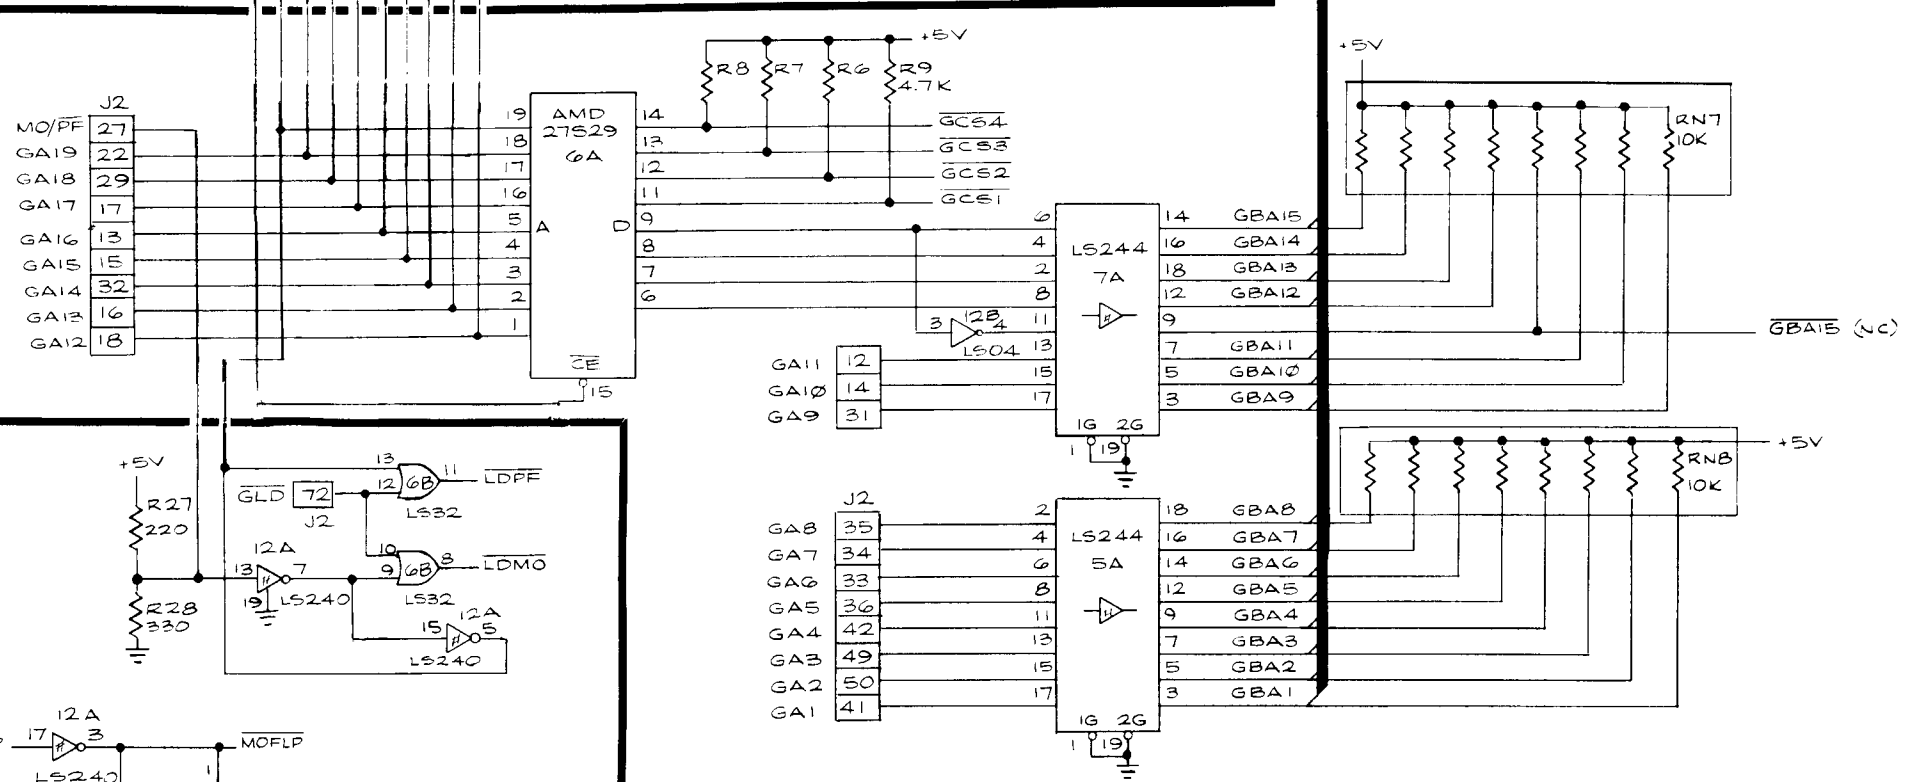 +5V
R8 R7 R6 R9
4.7K
J2
MO/PF 27
GA19 22
GA18 29
GA17 17
GA16 13
GA15 15
GA14 32
GA13 16
GA12 18
19
18
17
16
5
4
3
2
1
AMD
27S29
6A
A D
CE
15
14
13
12
11
9
8
7
6
GCS4
GCS3
GCS2
GCS1
6
4
2
8
11
13
15
17
3 12B 4
LS04
GA11 12
GA10 14
GA9 31
LS244
7A
1G 2G
1 19
14 GBA15
16 GBA14
18 GBA13
12 GBA12
9
7 GBA11
5 GBA10
3 GBA9
+5V
RN7
10K
GBA15 (NC)
+5V
RN8
10K
J2
GA8 35
GA7 34
GA6 33
GA5 36
GA4 42
GA3 49
GA2 50
GA1 41
2
4
6
8
11
13
15
17
LS244
5A
1G 2G
1 19
18 GBA8
16 GBA7
14 GBA6
12 GBA5
9 GBA4
7 GBA3
5 GBA2
3 GBA1
+5V
R27
220
R28
330
GLD 72
J2
13
12 6B 11 LDPF
LS32
10
9 6B 8 LDMO
LS32
12A
13 7
19 LS240
12A
15 5
LS240
12A
17 3 MOFLP
LS240
1